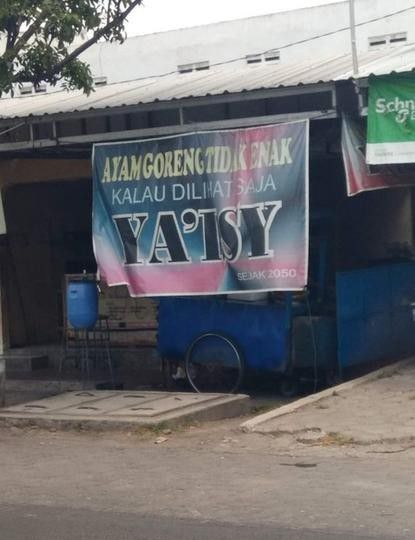 AYAM GORENG TIDAK ENAK
KALAU DILIHAT SAJA
YA'ISY
SEJAK 2050